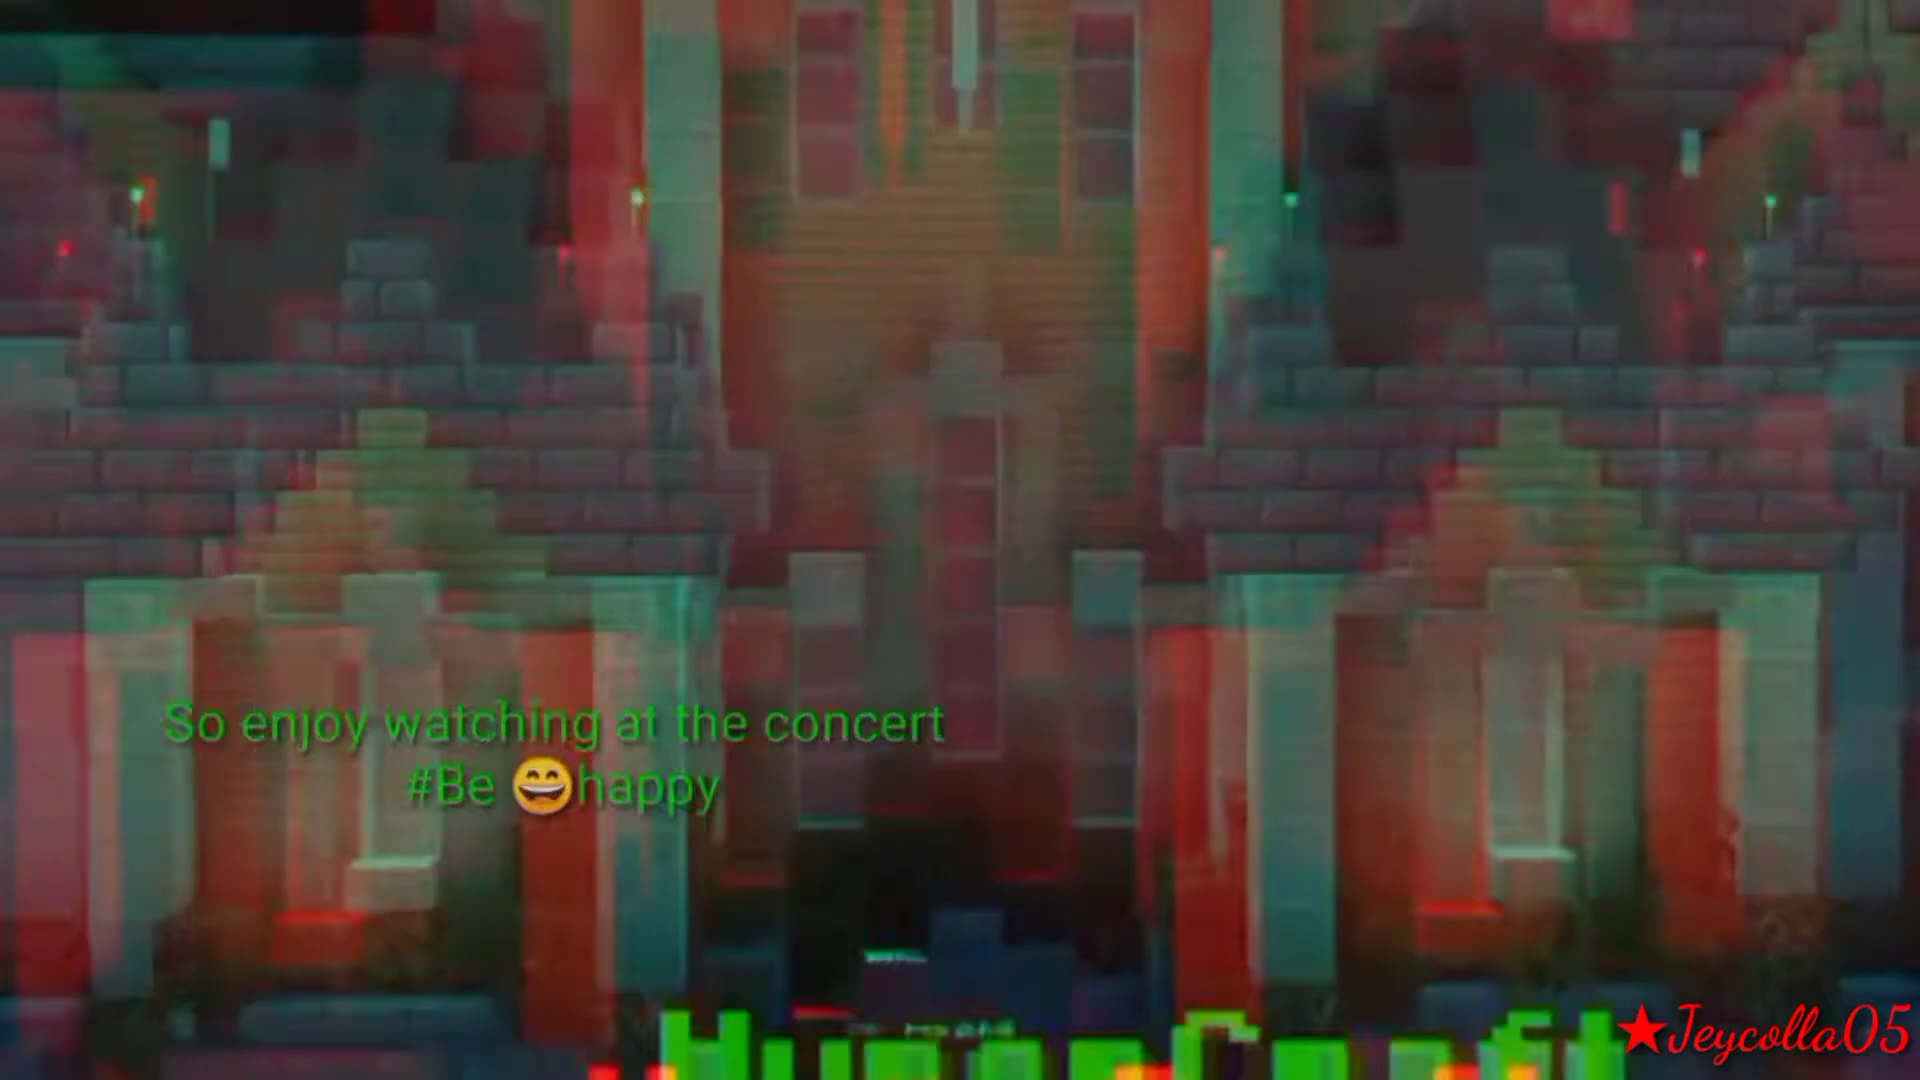 So enjoy watching at the concert
#Be 😄happy
★Jeycolla05